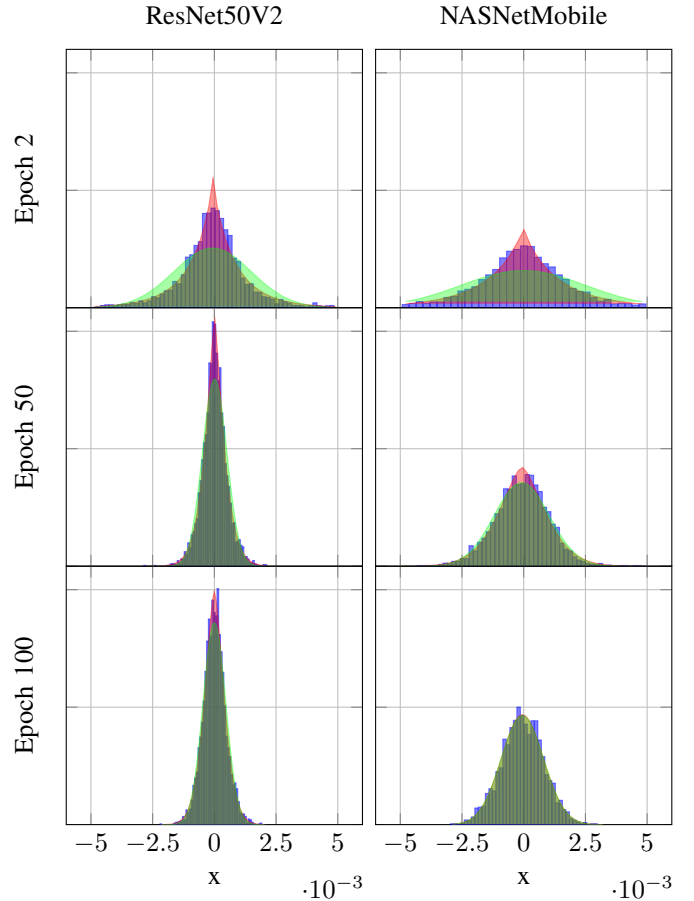 ResNet50V2 NASNetMobile
Epoch 2
Epoch 50
Epoch 100
−5 −2.5 0 2.5 5 −5 −2.5 0 2.5 5
x x
·10⁻³ ·10⁻³